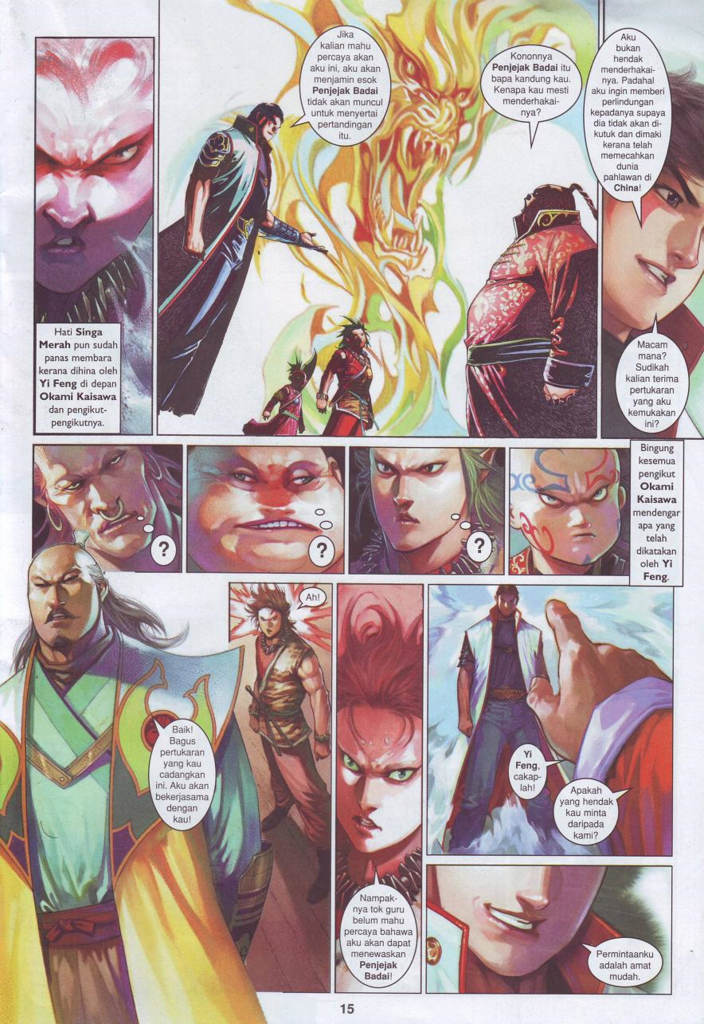 Hati Singa
Merah pun sudah
panas membara
kerana dihina oleh
Yi Feng di depan
Okami Kaisawa
dan pengikut-
pengikutnya.
Jika
kalian mahu
percaya akan
aku ini, aku akan
menjamin esok
Penjejak Badai
tidak akan muncul
untuk menyertai
pertandingan
itu.
Kononnya
Penjejak Badai itu
bapa kandung kau.
Kenapa kau mesti
menderhakai-
nya?
Aku
bukan
hendak
menderhakai-
nya. Padahal
aku ingin memberi
perlindungan
kepadanya supaya
dia tidak akan di-
kutuk dan dimaki
kerana telah
memecahkan
dunia
pahlawan di
China!
Macam
mana?
Sudikah
kalian terima
pertukaran
yang aku
kemukakan
ini?
?
?
?
Bingung
kesemua
pengikut
Okami
Kaisawa
mendengar
apa yang
telah
dikatakan
oleh Yi
Feng.
Baik!
Bagus
pertukaran
yang kau
cadangkan
ini. Aku akan
bekerjasama
dengan
kau!
Ah!
Nampak-
nya tok guru
belum mahu
percaya bahawa
aku akan dapat
menewaskan
Penjejak
Badai!
Yi
Feng,
cakap-
lah!
Apakah
yang hendak
kau minta
daripada
kami?
Permintaanku
adalah amat
mudah.
15